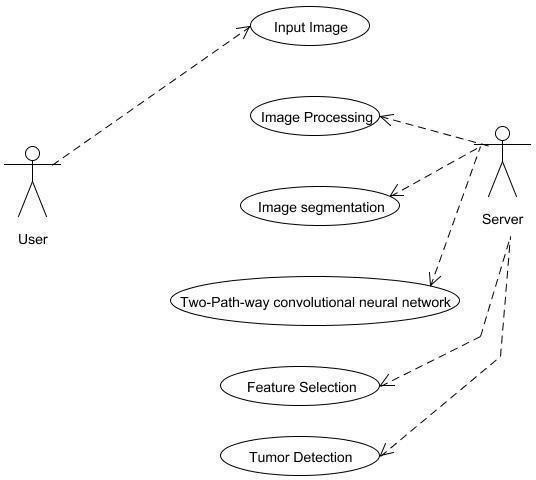 Input Image
Image Processing
Image segmentation
Server
User
Two-Path-way convolutional neural network
Feature Selection
Tumor Detection